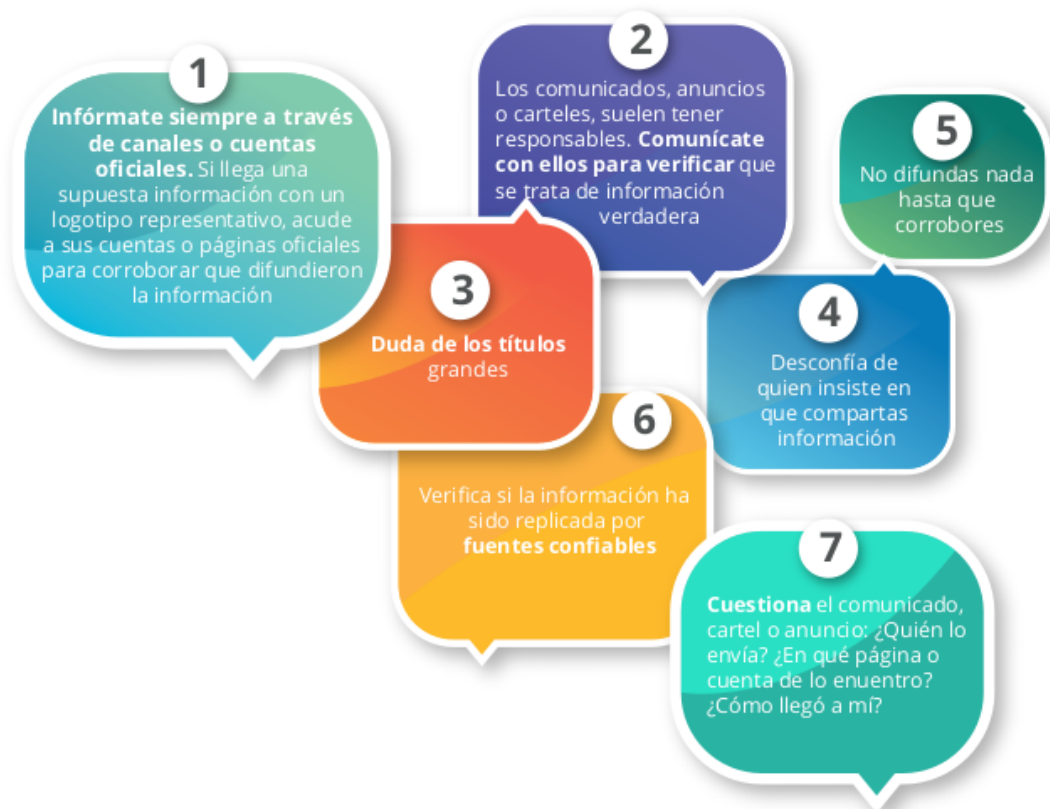 1
Infórmate siempre a través
de canales o cuentas
oficiales. Si llega una
supuesta información con un
logotipo representativo, acude
a sus cuentas o páginas oficiales
para corroborar que difundieron
la información
2
Los comunicados, anuncios
o carteles, suelen tener
responsables. Comunícate
con ellos para verificar que
se trata de información
verdadera
3
Duda de los títulos
grandes
4
Desconfía de
quien insiste en
que compartas
información
5
No difundas nada
hasta que
corrobores
6
Verifica si la información ha
sido replicada por
fuentes confiables
7
Cuestiona el comunicado,
cartel o anuncio: ¿Quién lo
envía? ¿En qué página o
cuenta de lo enuentro?
¿Cómo llegó a mí?